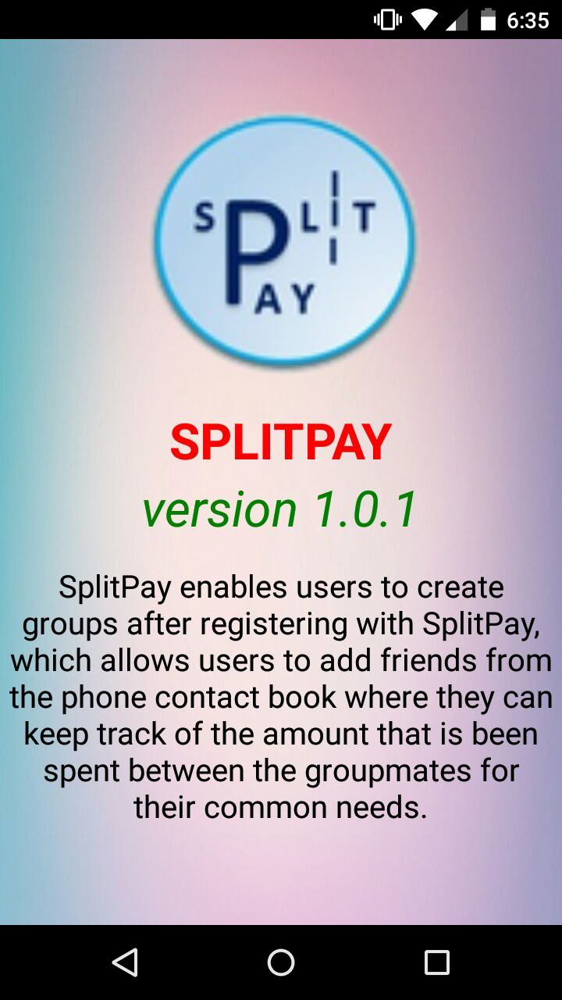 6:35
SPLIT
PAY
SPLITPAY
version 1.0.1
SplitPay enables users to create
groups after registering with SplitPay,
which allows users to add friends from
the phone contact book where they can
keep track of the amount that is been
spent between the groupmates for
their common needs.